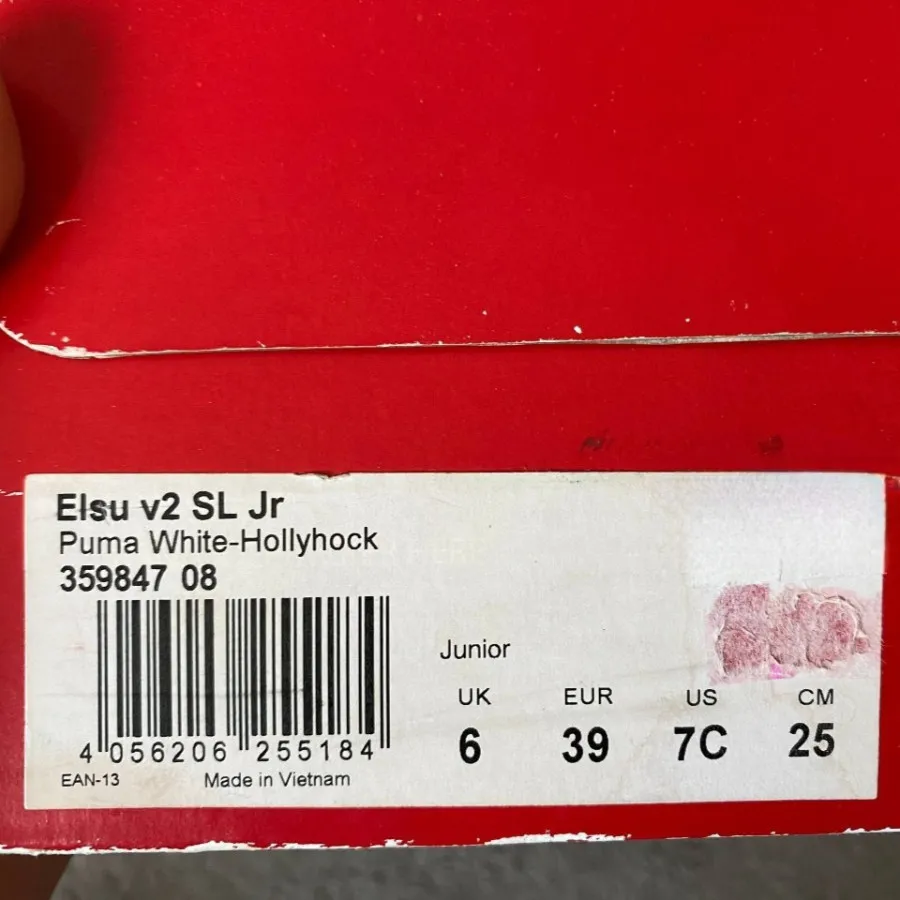 Elsu v2 SL Jr
Puma White-Hollyhock
359847 08
4 056206 255184
EAN-13 Made in Vietnam
Junior
UK EUR US CM
6 39 7C 25